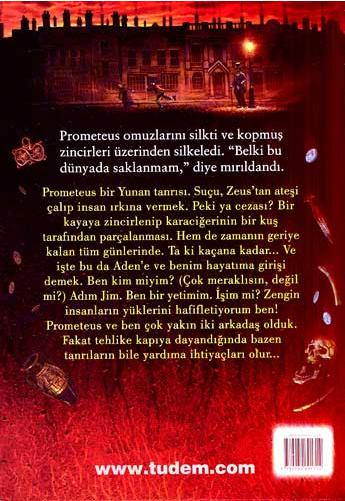 Prometeus omuzlarını silkti ve kopmuş
zincirleri üzerinden silkeledi. “Belki bu
dünyada saklanmam,” diye mırıldandı.
Prometeus bir Yunan tanrısı. Suçu, Zeus’tan ateşi
çalıp insan ırkına vermek. Peki ya cezası? Bir
kayaya zincirlenip karaciğerinin bir kuş
tarafından parçalanması. Hem de zamanın geriye
kalan tüm günlerinde. Ta ki kaçana kadar... Ve
işte bu da Aden’e ve benim hayatıma girişi
demek. Ben kim miyim? (Çok meraklısın, değil
mi?) Adım Jim. Ben bir yetimim. İşim mi? Zengin
insanların yüklerini hafifletiyorum ben!
Prometeus ve ben çok yakın iki arkadaş olduk.
Fakat tehlike kapıya dayandığında bazen
tanrıların bile yardıma ihtiyaçları olur...
www.tudem.com